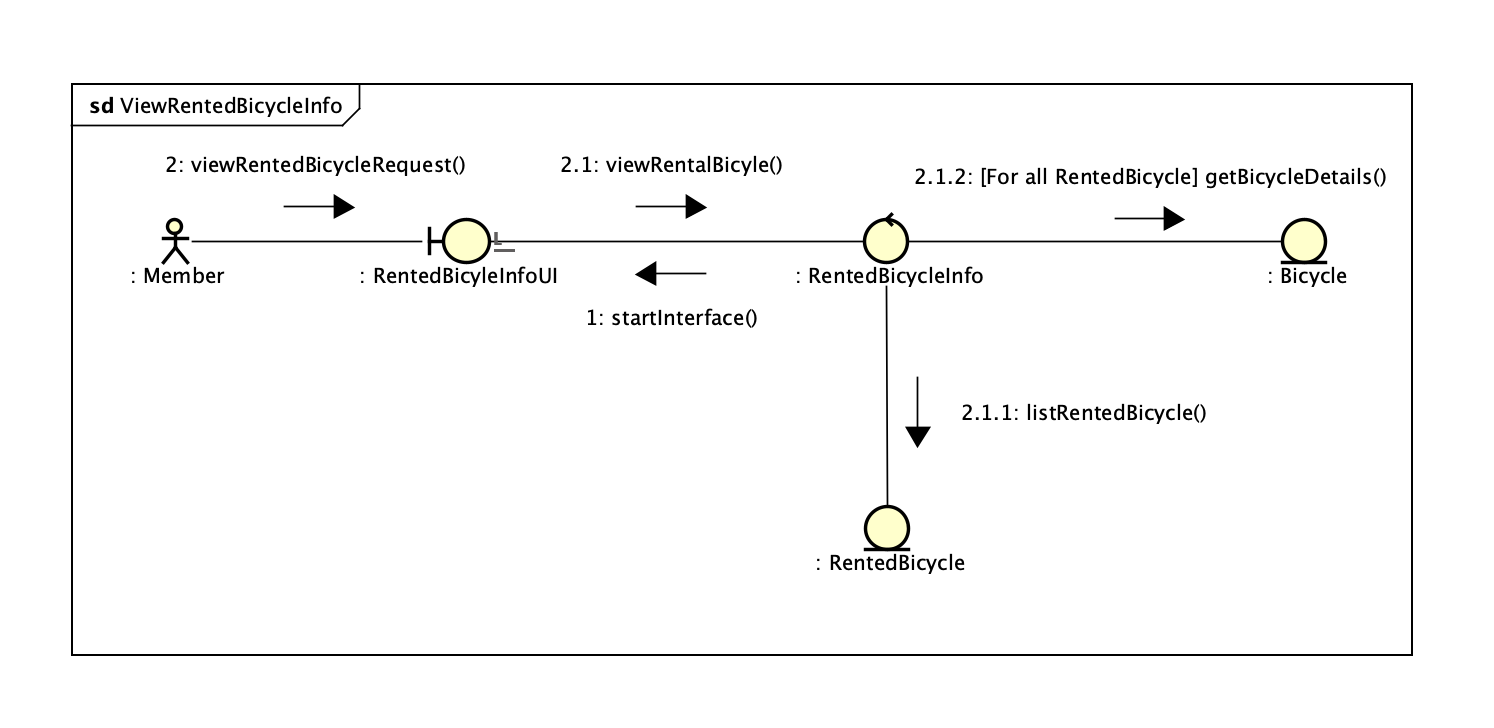 sd ViewRentedBicycleInfo
2: viewRentedBicycleRequest()
2.1: viewRentalBicyle()
2.1.2: [For all RentedBicycle] getBicycleDetails()
: Member
: RentedBicyleInfoUI
: RentedBicycleInfo
: Bicycle
1: startInterface()
2.1.1: listRentedBicycle()
: RentedBicycle